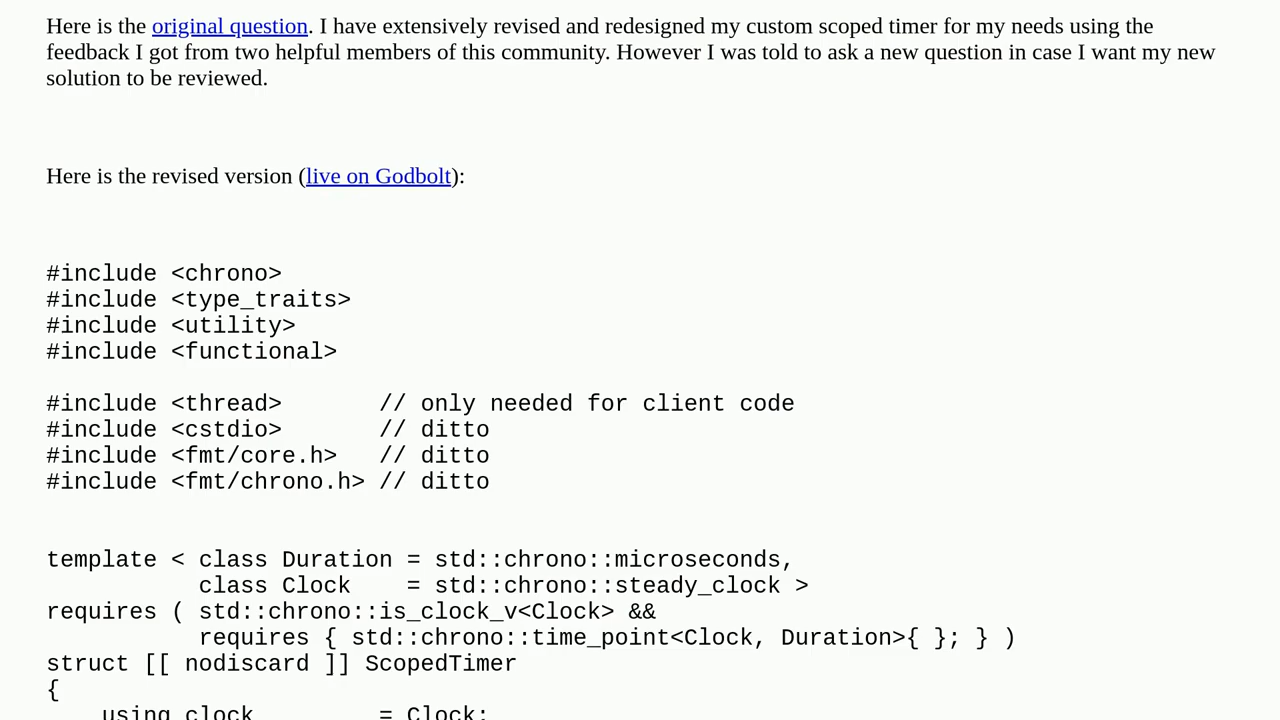 Here is the original question. I have extensively revised and redesigned my custom scoped timer for my needs using the
feedback I got from two helpful members of this community. However I was told to ask a new question in case I want my new
solution to be reviewed.
Here is the revised version (live on Godbolt):
#include <chrono>
#include <type_traits>
#include <utility>
#include <functional>
#include <thread>       // only needed for client code
#include <cstdio>       // ditto
#include <fmt/core.h>   // ditto
#include <fmt/chrono.h> // ditto
template < class Duration = std::chrono::microseconds,
           class Clock    = std::chrono::steady_clock >
requires ( std::chrono::is_clock_v<Clock> &&
           requires { std::chrono::time_point<Clock, Duration>{ }; } )
struct [[ nodiscard ]] ScopedTimer
{
    using clock         = Clock;